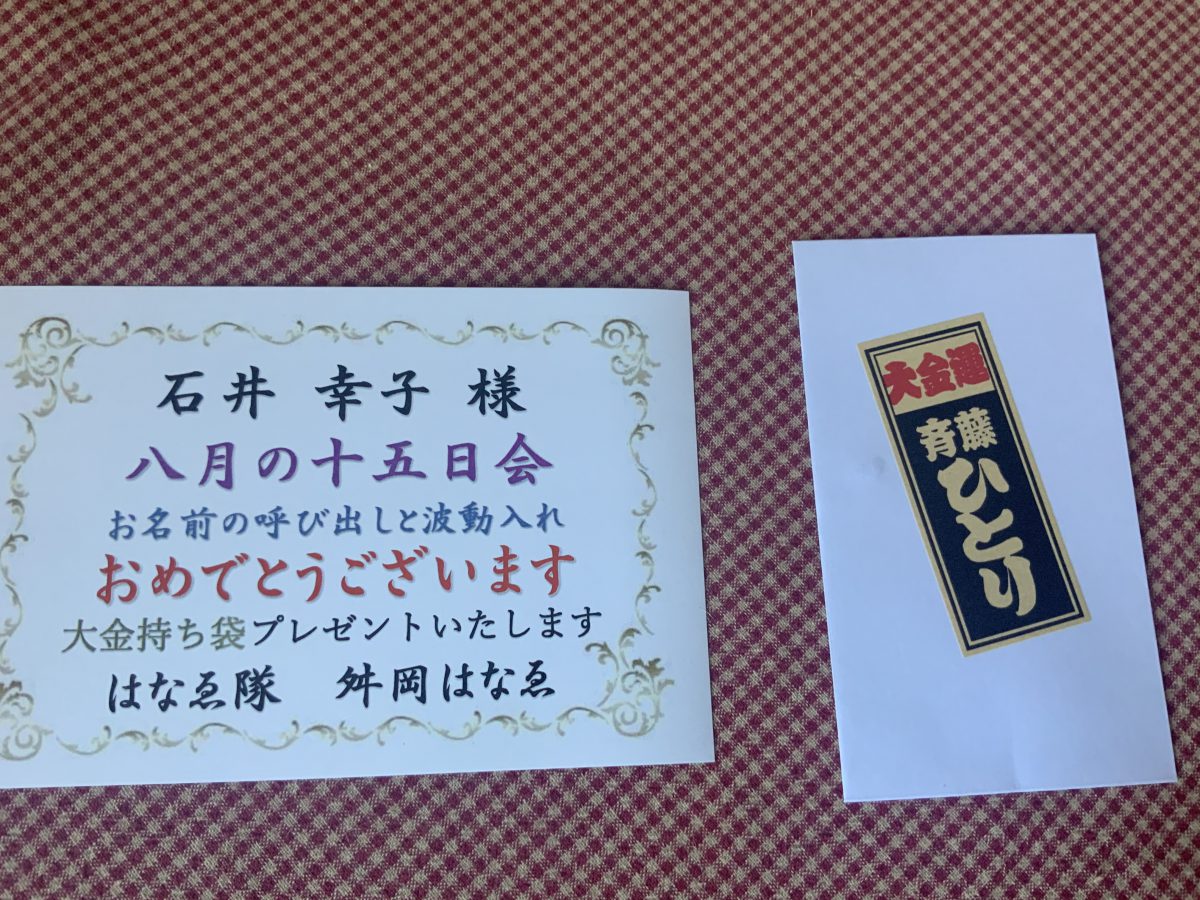 石井 幸子 様
八月の十五日会
お名前の呼び出しと波動入れ
おめでとうございます
大金持ち袋プレゼントいたします
はなゑ隊 舛岡はなゑ
大金運
斉藤
ひとり